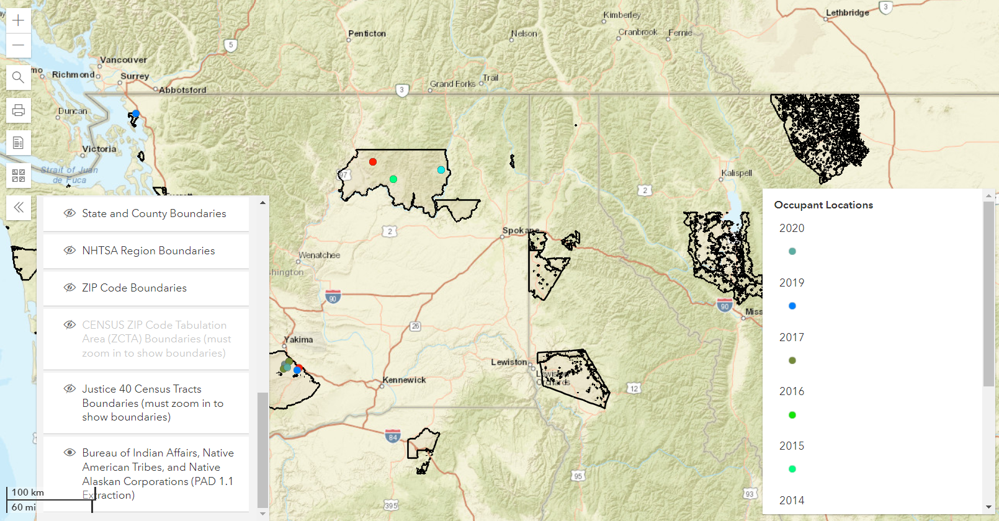 Kimberley
Lethbridge
3
Cranbrook
Fernie
Penticton
Nelson
5
Vancouver
mo
Richmond
Surrey
Trail
Grand Forks
Abbotsford
3
Duncan
Victoria
Strait of Juan
de Fuca
97
Kalispell
2
Spokane
2
Wenatchee
hington
90
90
Miss
26
Yakima
Lewiston
Lewiston
Orchards
Kennewick
12
84
95
93
395
State and County Boundaries
NHTSA Region Boundaries
ZIP Code Boundaries
CENSUS ZIP Code Tabulation
Area (ZCTA) Boundaries (must
zoom in to show boundaries)
Justice 40 Census Tracts
Boundaries (must zoom in to
show boundaries)
Bureau of Indian Affairs, Native
American Tribes, and Native
Alaskan Corporations (PAD 1.1
Extraction)
100 km
60 mi
Occupant Locations
2020
2019
2017
2016
2015
2014